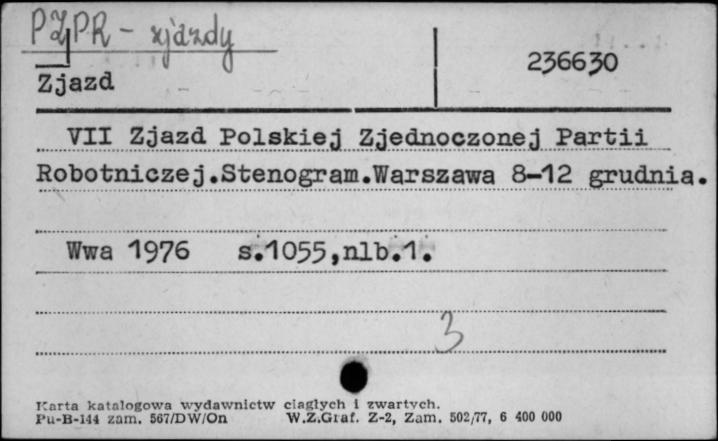 PZPR - zjazdy
236630
Zjazd
VII Zjazd Polskiej Zjednoczonej Partii
Robotniczej.Stenogram.Warszawa 8-12 grudnia.
Wwa 1976 s.1055,nlb.1.
3
Karta katalogowa wydawnictw ciągłych i zwartych.
Pu-B-144 zam. 567/DW/On W.Z.Graf. Z-2, Zam. 502/77, 6 400 000